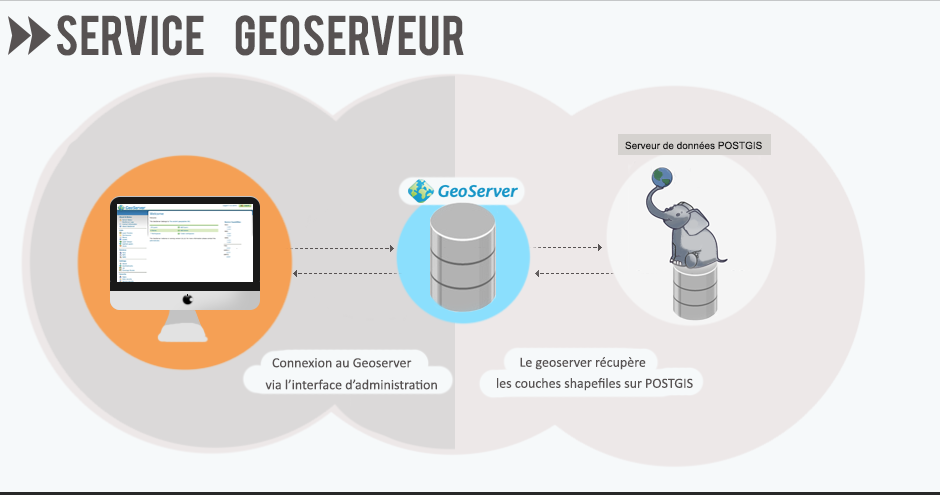 SERVICE GEOSERVEUR
Serveur de données POSTGIS
GeoServer
GeoServer
Connexion au Geoserver
via l'interface d'administration
Le geoserver récupère
les couches shapefiles sur POSTGIS